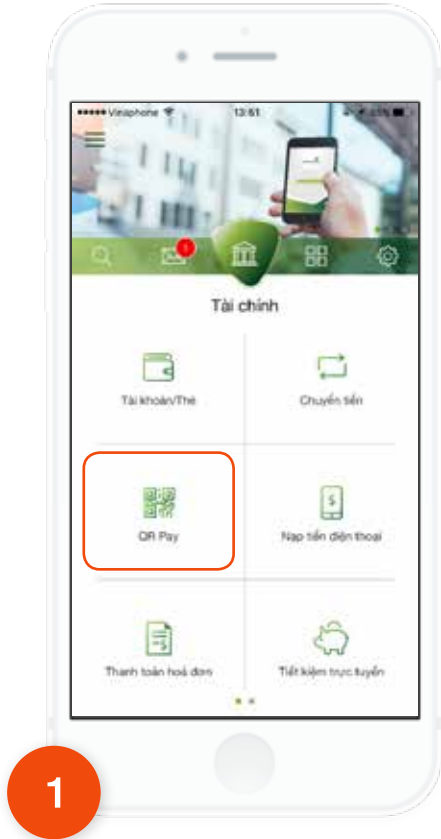 Vinaphone 13:51
1
Tài chính
Tài khoản/Thẻ Chuyển tiền
$
QR Pay Nạp tiền điện thoại
$
Thanh toán hoá đơn Tiết kiệm trực tuyến
1